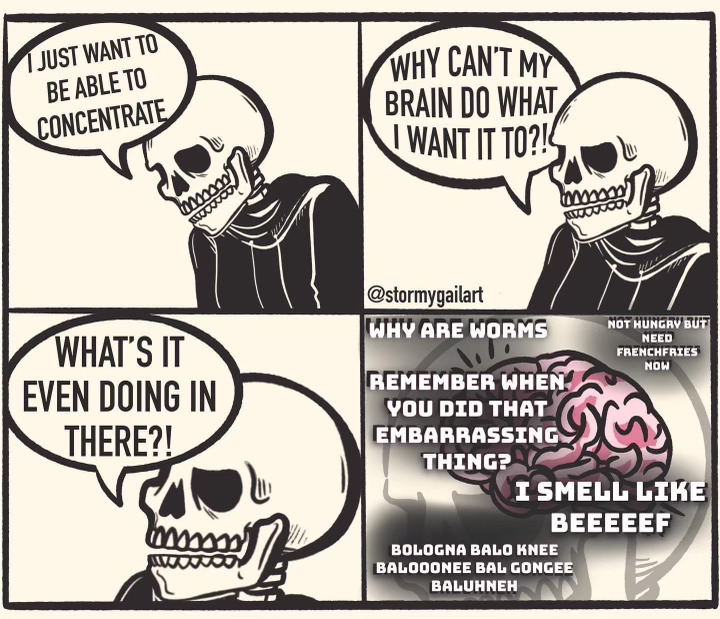 I JUST WANT TO
BE ABLE TO
CONCENTRATE
WHY CAN'T MY
BRAIN DO WHAT
I WANT IT TO?!
@stormygailart
WHAT'S IT
EVEN DOING IN
THERE?!
WHY ARE WORMS
NOT HUNGRY BUT
NEED
FRENCHFRIES
NOW
REMEMBER WHEN
YOU DID THAT
EMBARRASSING
THING?
I SMELL LIKE
BEEEEEF
BOLOGNA BALO KNEE
BALOOONEE BAL GONGEE
BALUHNEH